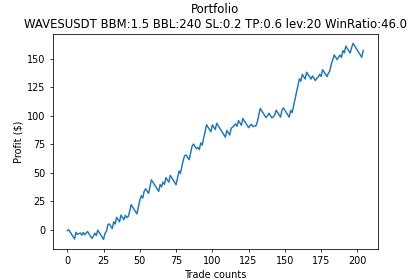 Portfolio
WAVESUSDT BBM:1.5 BBL:240 SL:0.2 TP:0.6 lev:20 WinRatio:46.0
150
125
100
75
50
25
0
Profit ($)
0 25 50 75 100 125 150 175 200
Trade counts